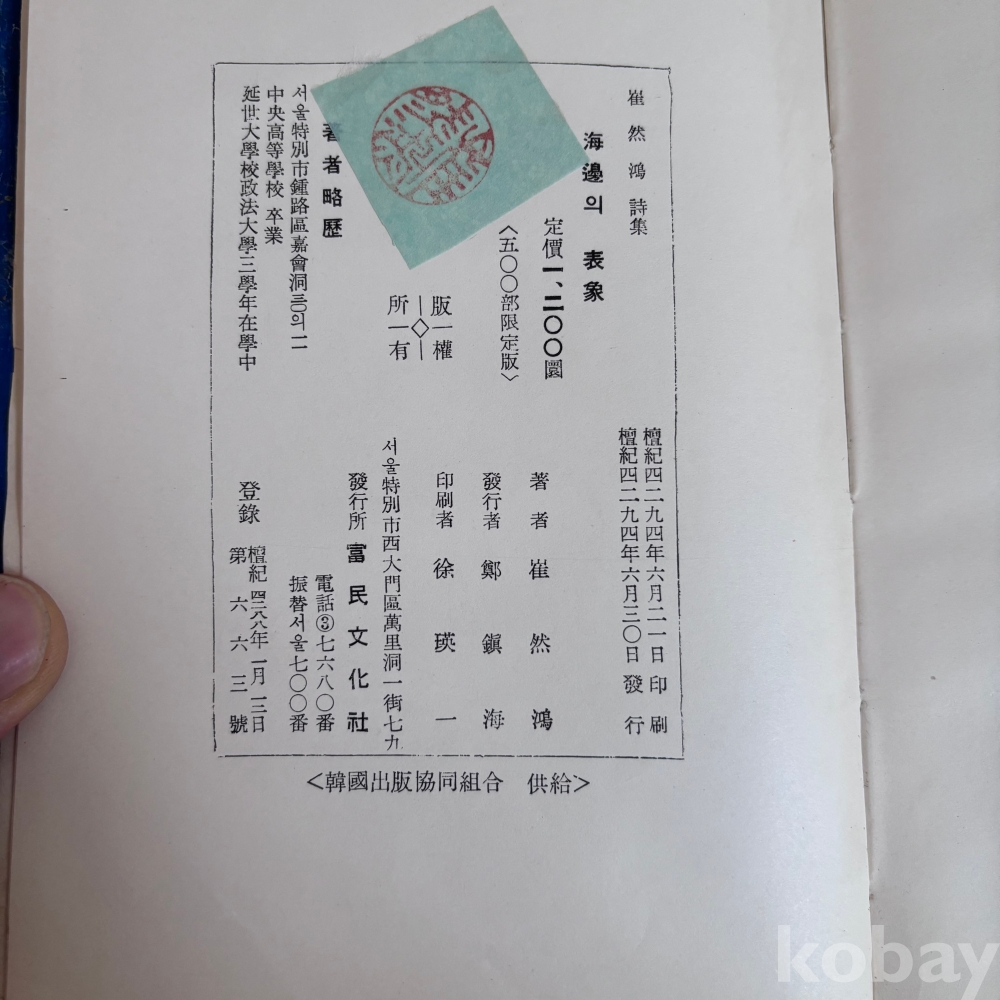 崔然鴻 詩集
海邊의 表象
定價 一、二〇〇圜
〈五〇〇部限定版〉
版權
所有
著者略歷
서울特別市鍾路區嘉會洞三〇의一一
中央高等學校 卒業
延世大學校政法大學三學年在學中
檀紀四二九四年六月二一日 印刷
檀紀四二九四年六月三〇日 發行
著者 崔然鴻
發行者 鄭鎭海
印刷者 徐瑛一
서울特別市西大門區萬里洞一街七九
發行所 富民文化社
電話③七六八〇番
振替서울七〇〇番
登錄 檀紀四二八八年一月一三日
第六六三號
<韓國出版協同組合 供給>
kobay